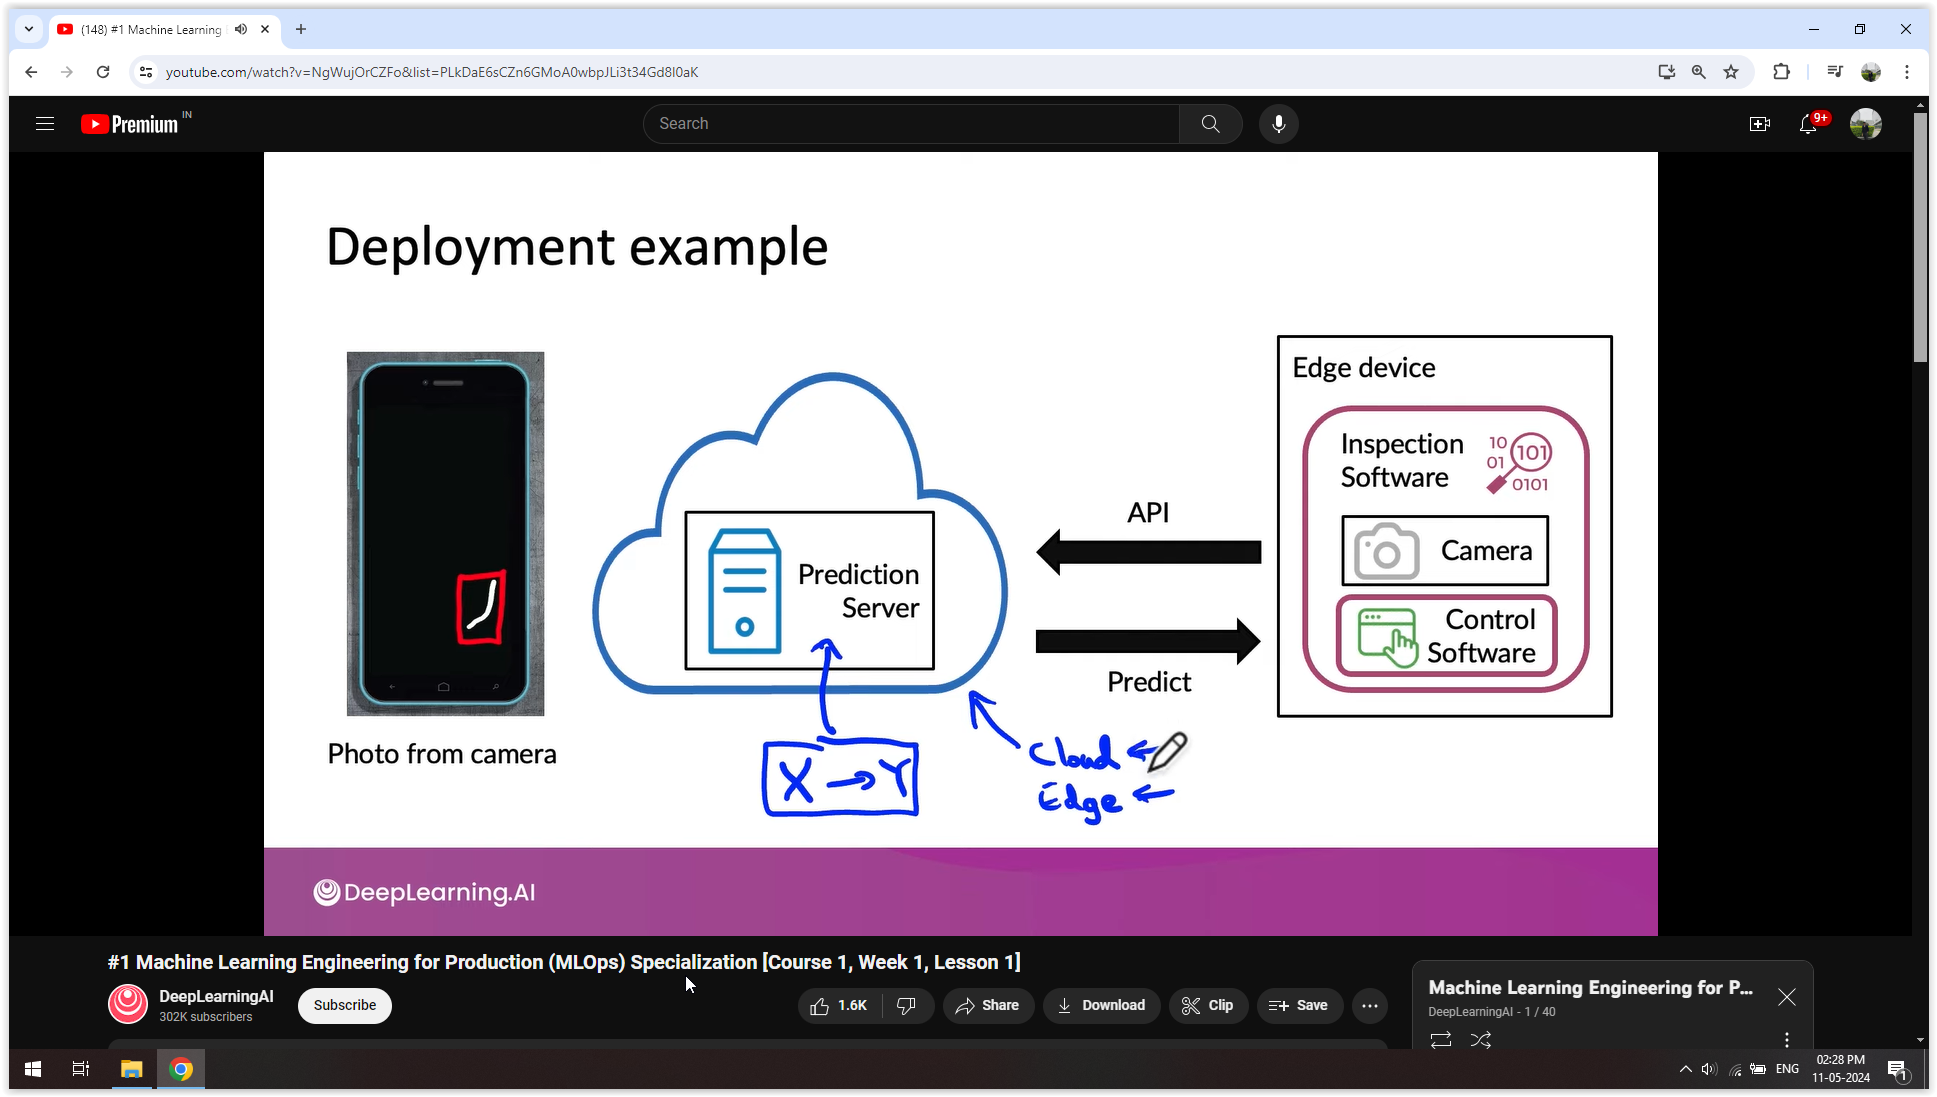 (148) #1 Machine Learning
youtube.com/watch?v=NgWujOrCZFo&list=PLkDaE6sCZn6GMoA0wbpJLi3t34Gd8I0aK
Premium IN
Search
9+
Deployment example
Edge device
Inspection
Software
10
01
101
0101
API
Camera
Prediction
Server
Control
Software
Predict
Photo from camera
X → Y
Cloud ←
Edge ←
DeepLearning.AI
#1 Machine Learning Engineering for Production (MLOps) Specialization [Course 1, Week 1, Lesson 1]
DeepLearningAI
302K subscribers
Subscribe
1.6K
Share
Download
Clip
Save
Machine Learning Engineering for P...
DeepLearningAI - 1 / 40
ENG
02:28 PM
11-05-2024
1